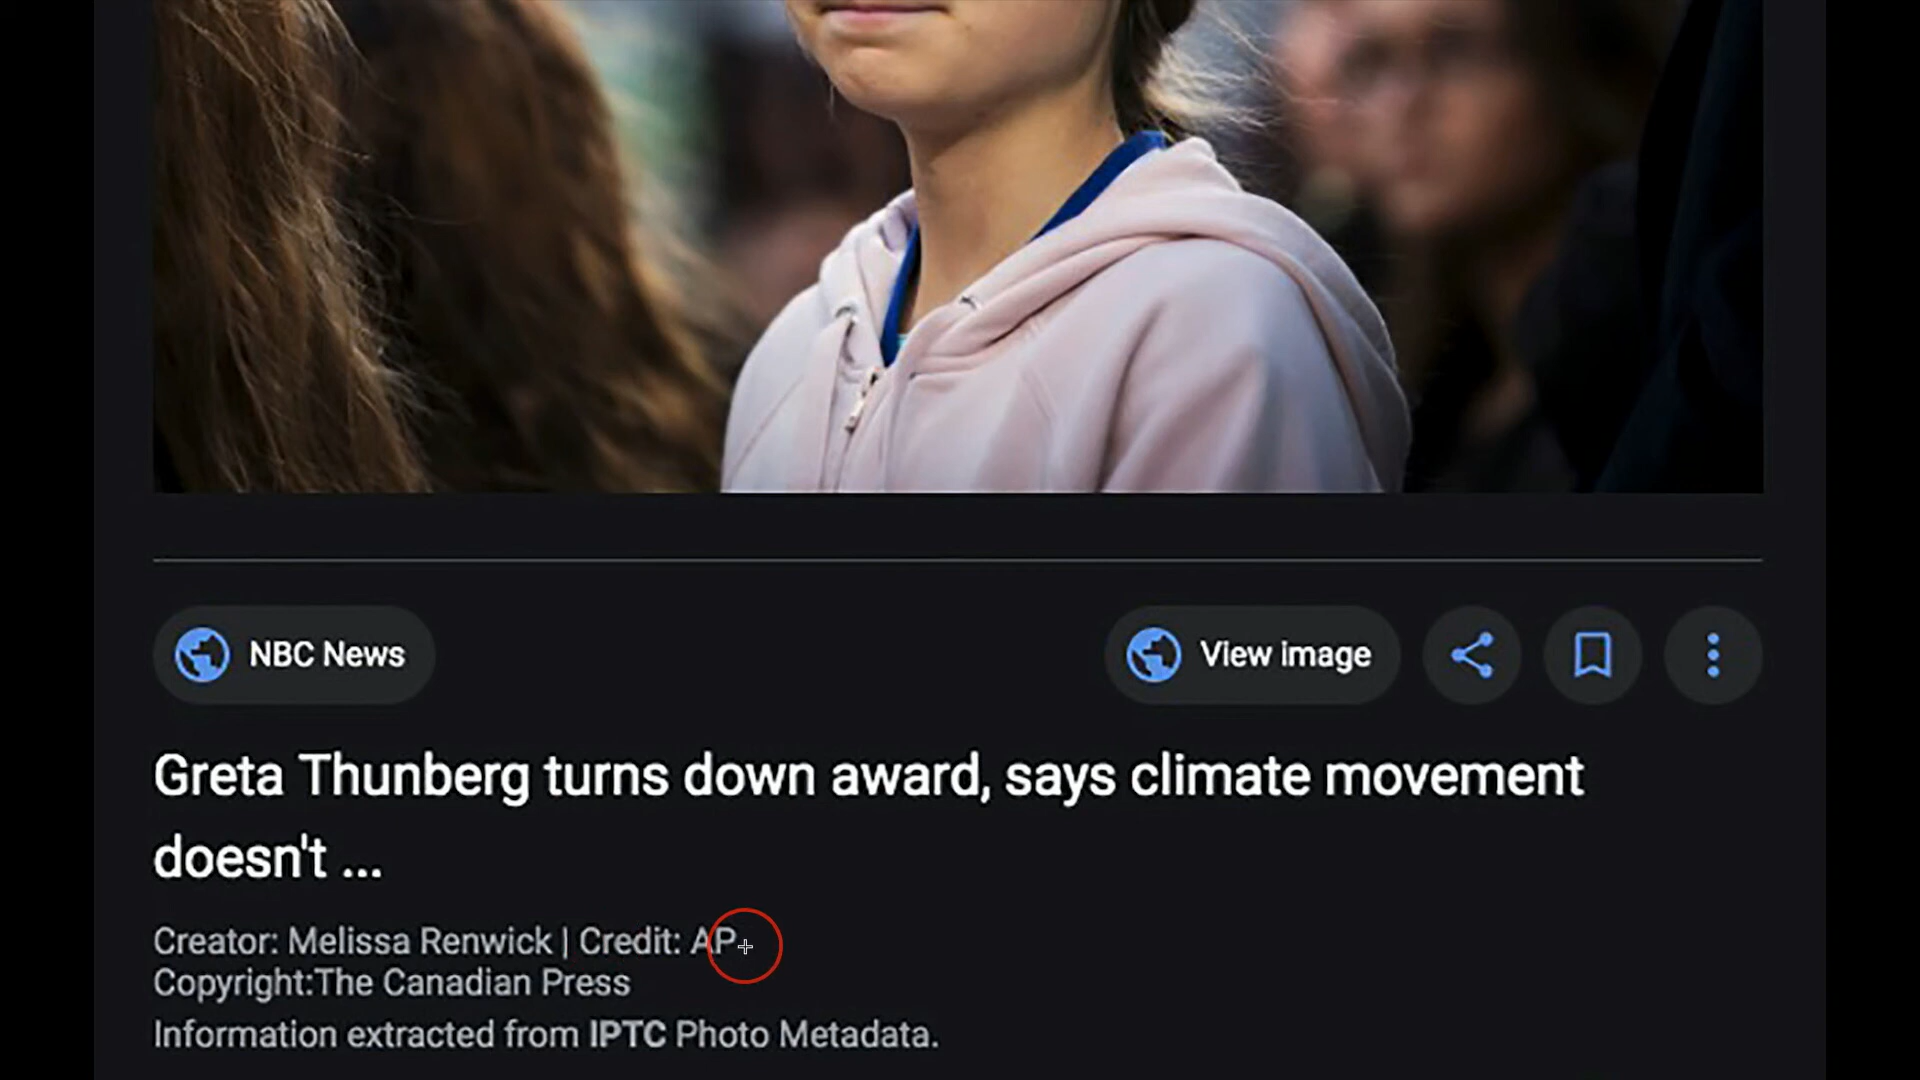 NBC News
View image
Greta Thunberg turns down award, says climate movement
doesn't ...
Creator: Melissa Renwick | Credit: AP
Copyright:The Canadian Press
Information extracted from IPTC Photo Metadata.